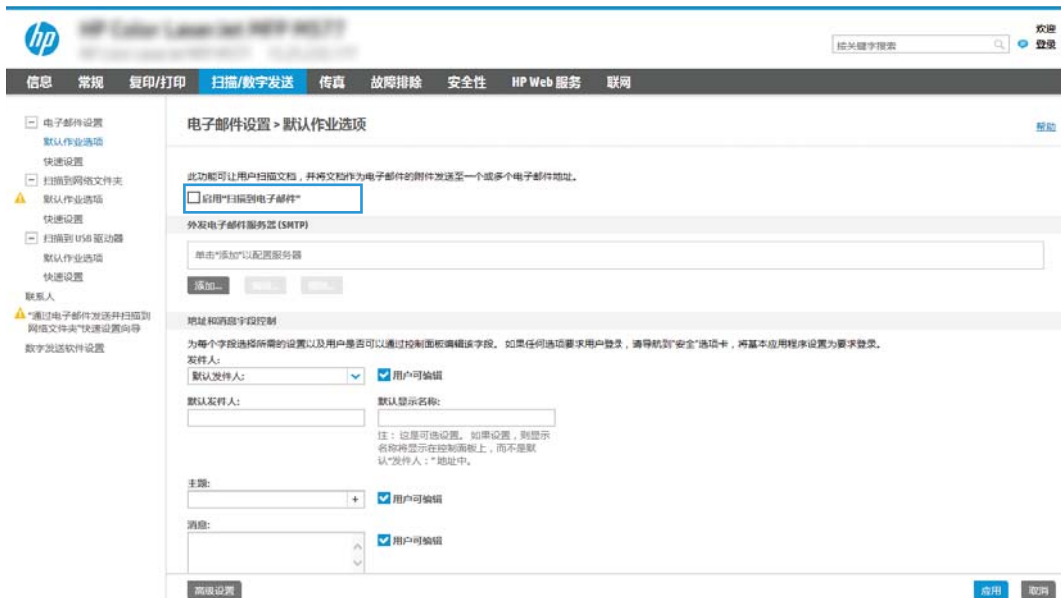 hp
欢迎
按关键字搜索
登录
信息 常规 复印/打印 扫描/数字发送 传真 故障排除 安全性 HP Web 服务 联网
电子邮件设置
默认作业选项
快速设置
扫描到网络文件夹
默认作业选项
快速设置
扫描到 USB 驱动器
默认作业选项
快速设置
联系人
"通过电子邮件发送并扫描到
网络文件夹"快速设置向导
数字发送软件设置
电子邮件设置 > 默认作业选项
帮助
此功能可让用户扫描文档，并将文档作为电子邮件的附件发送至一个或多个电子邮件地址。
启用"扫描到电子邮件"
外发电子邮件服务器 (SMTP)
单击"添加"以配置服务器
添加...
地址和消息字段控制
为每个字段选择所需的设置以及用户是否可以通过控制面板编辑该字段。 如果任何选项要求用户登录，请导航到"安全"选项卡，将基本应用程序设置为要求登录。
发件人:
默认发件人: 用户可编辑
默认发件人: 默认显示名称:
注：这是可选设置。 如果设置，则显示
名称将显示在控制面板上，而不是默
认"发件人："地址中。
主题:
+ 用户可编辑
消息:
用户可编辑
高级设置 应用 取消